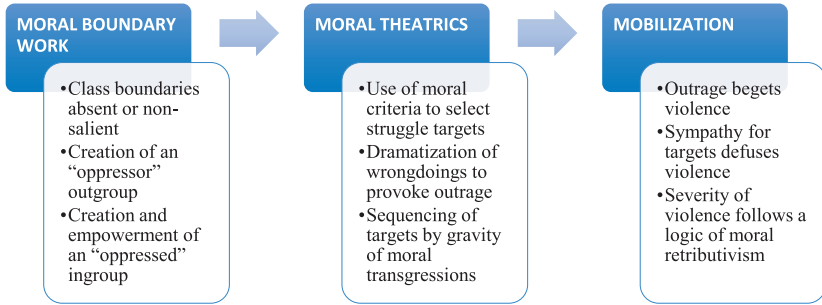 MORAL BOUNDARY
WORK
•Class boundaries
absent or non-
salient
•Creation of an
“oppressor”
outgroup
•Creation and
empowerment of
an “oppressed”
ingroup
MORAL THEATRICS
•Use of moral
criteria to select
struggle targets
•Dramatization of
wrongdoings to
provoke outrage
•Sequencing of
targets by gravity
of moral
transgressions
MOBILIZATION
•Outrage begets
violence
•Sympathy for
targets defuses
violence
•Severity of
violence follows a
logic of moral
retributivism